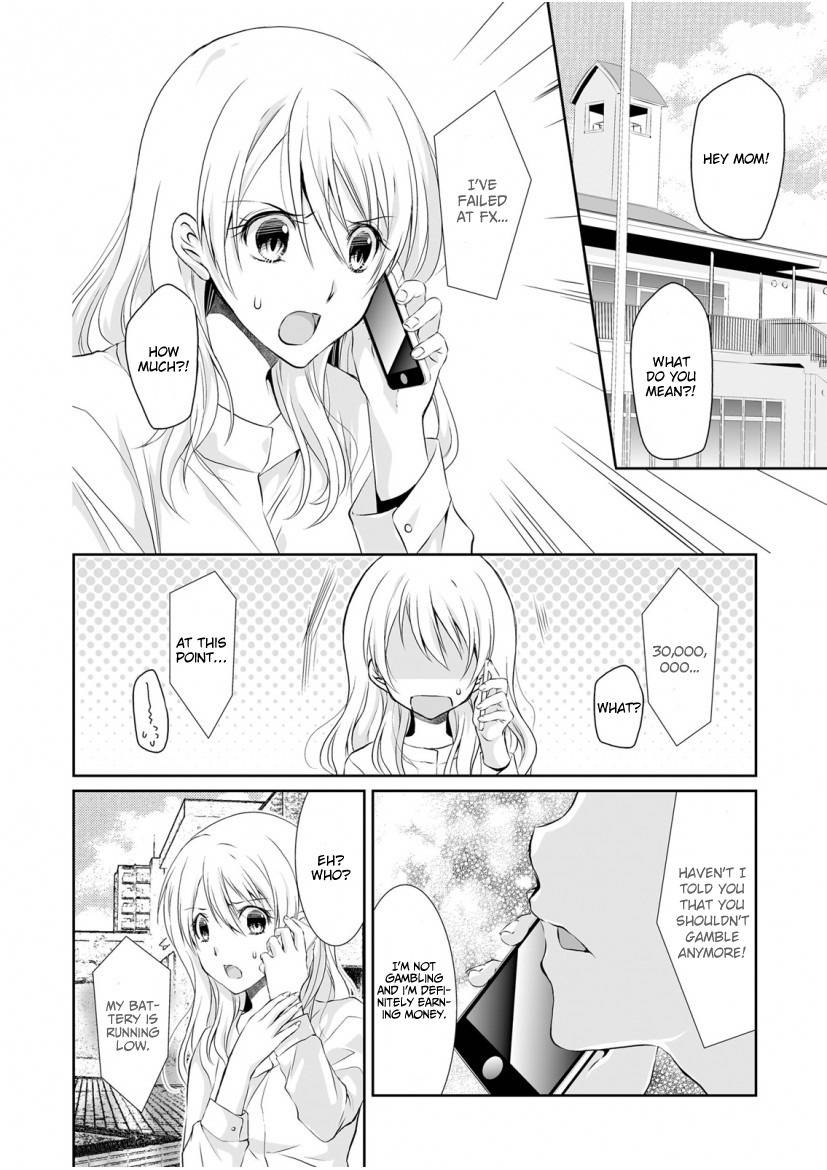 HEY MOM!
WHAT
DO YOU
MEAN?!
I'VE
FAILED
AT FX...
HOW
MUCH?!
30,000,
000...
WHAT?
AT THIS
POINT...
HAVEN'T I
TOLD YOU
THAT YOU
SHOULDN'T
GAMBLE
ANYMORE!
I'M NOT
GAMBLING
AND I'M DEFI-
NITELY EARN-
ING MONEY.
EH?
WHO?
MY BAT-
TERY IS
RUNNING
LOW.